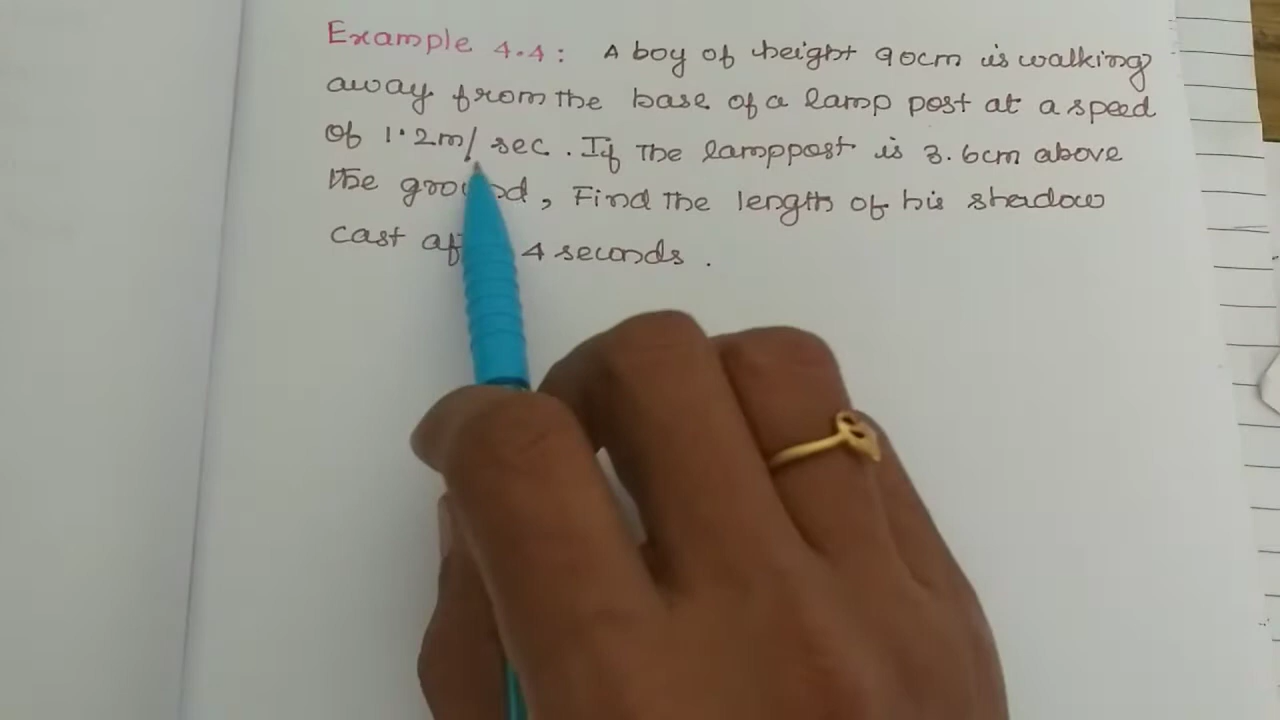 Example 4.4: A boy of height 90cm is walking
away from the base of a lamp post at a speed
of 1.2m/sec. If the lamppost is 3.6cm above
the ground, Find the length of his shadow
cast 4 seconds.